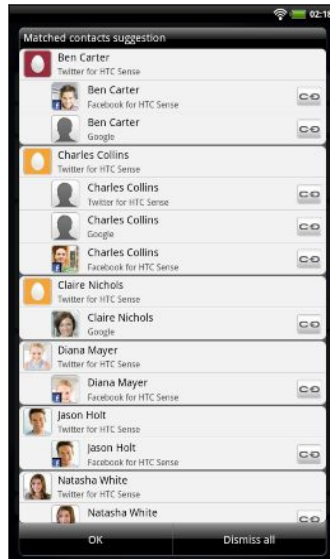 02:18
Matched contacts suggestion
Ben Carter
Twitter for HTC Sense
Ben Carter
Facebook for HTC Sense
Ben Carter
Google
Charles Collins
Twitter for HTC Sense
Charles Collins
Twitter for HTC Sense
Charles Collins
Google
Charles Collins
Facebook for HTC Sense
Claire Nichols
Twitter for HTC Sense
Claire Nichols
Google
Diana Mayer
Twitter for HTC Sense
Diana Mayer
Facebook for HTC Sense
Jason Holt
Twitter for HTC Sense
Jason Holt
Facebook for HTC Sense
Natasha White
Twitter for HTC Sense
Natasha White
OK Dismiss all